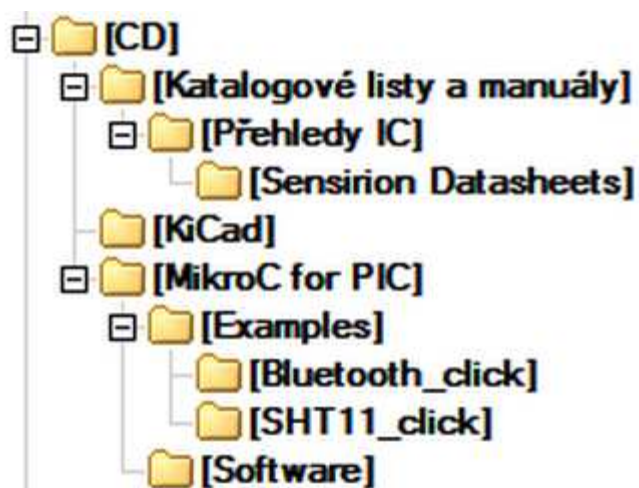 [CD]
[Katalogové listy a manuály]
[Přehledy IC]
[Sensirion Datasheets]
[KiCad]
[MikroC for PIC]
[Examples]
[Bluetooth_click]
[SHT11_click]
[Software]